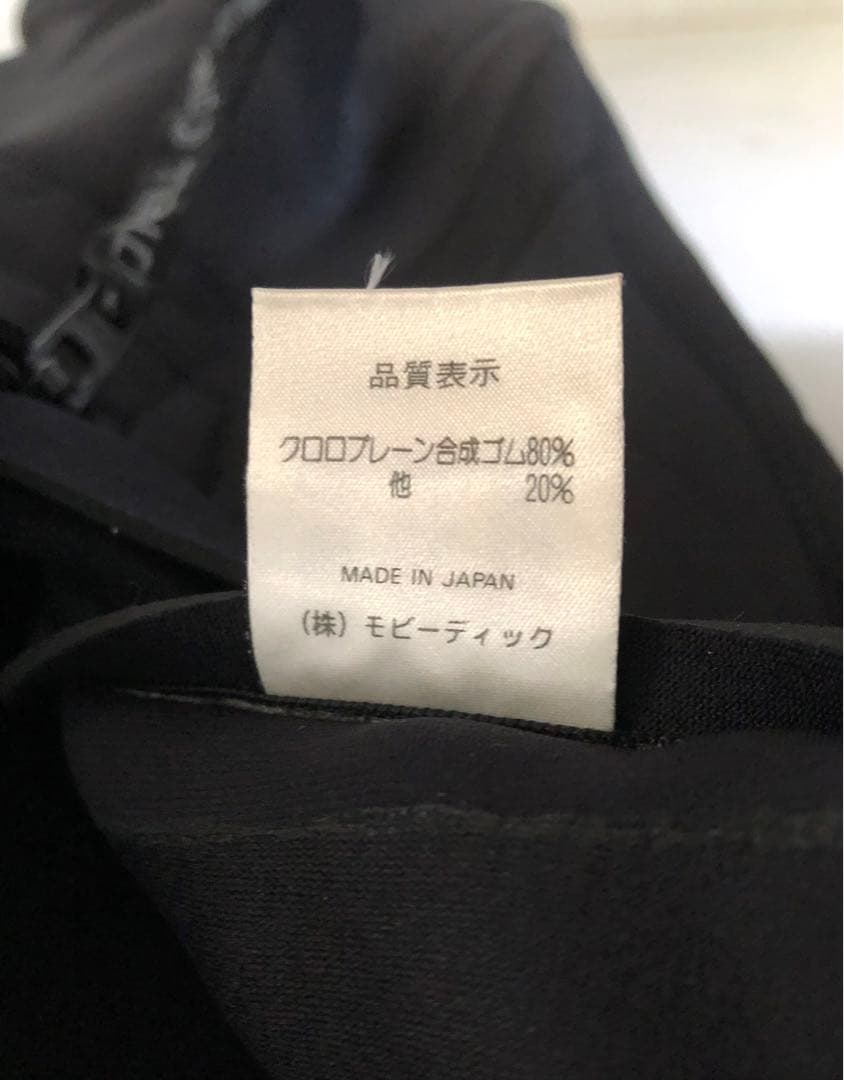 品質表示
クロロプレーン合成ゴム80%
他 20%
MADE IN JAPAN
(株) モビーディック